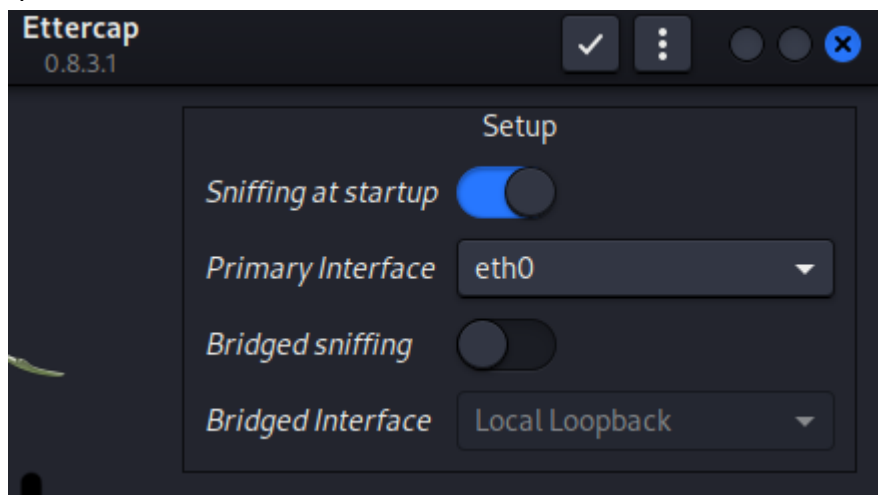 Ettercap
0.8.3.1
Setup
Sniffing at startup
Primary Interface eth0
Bridged sniffing
Bridged Interface Local Loopback